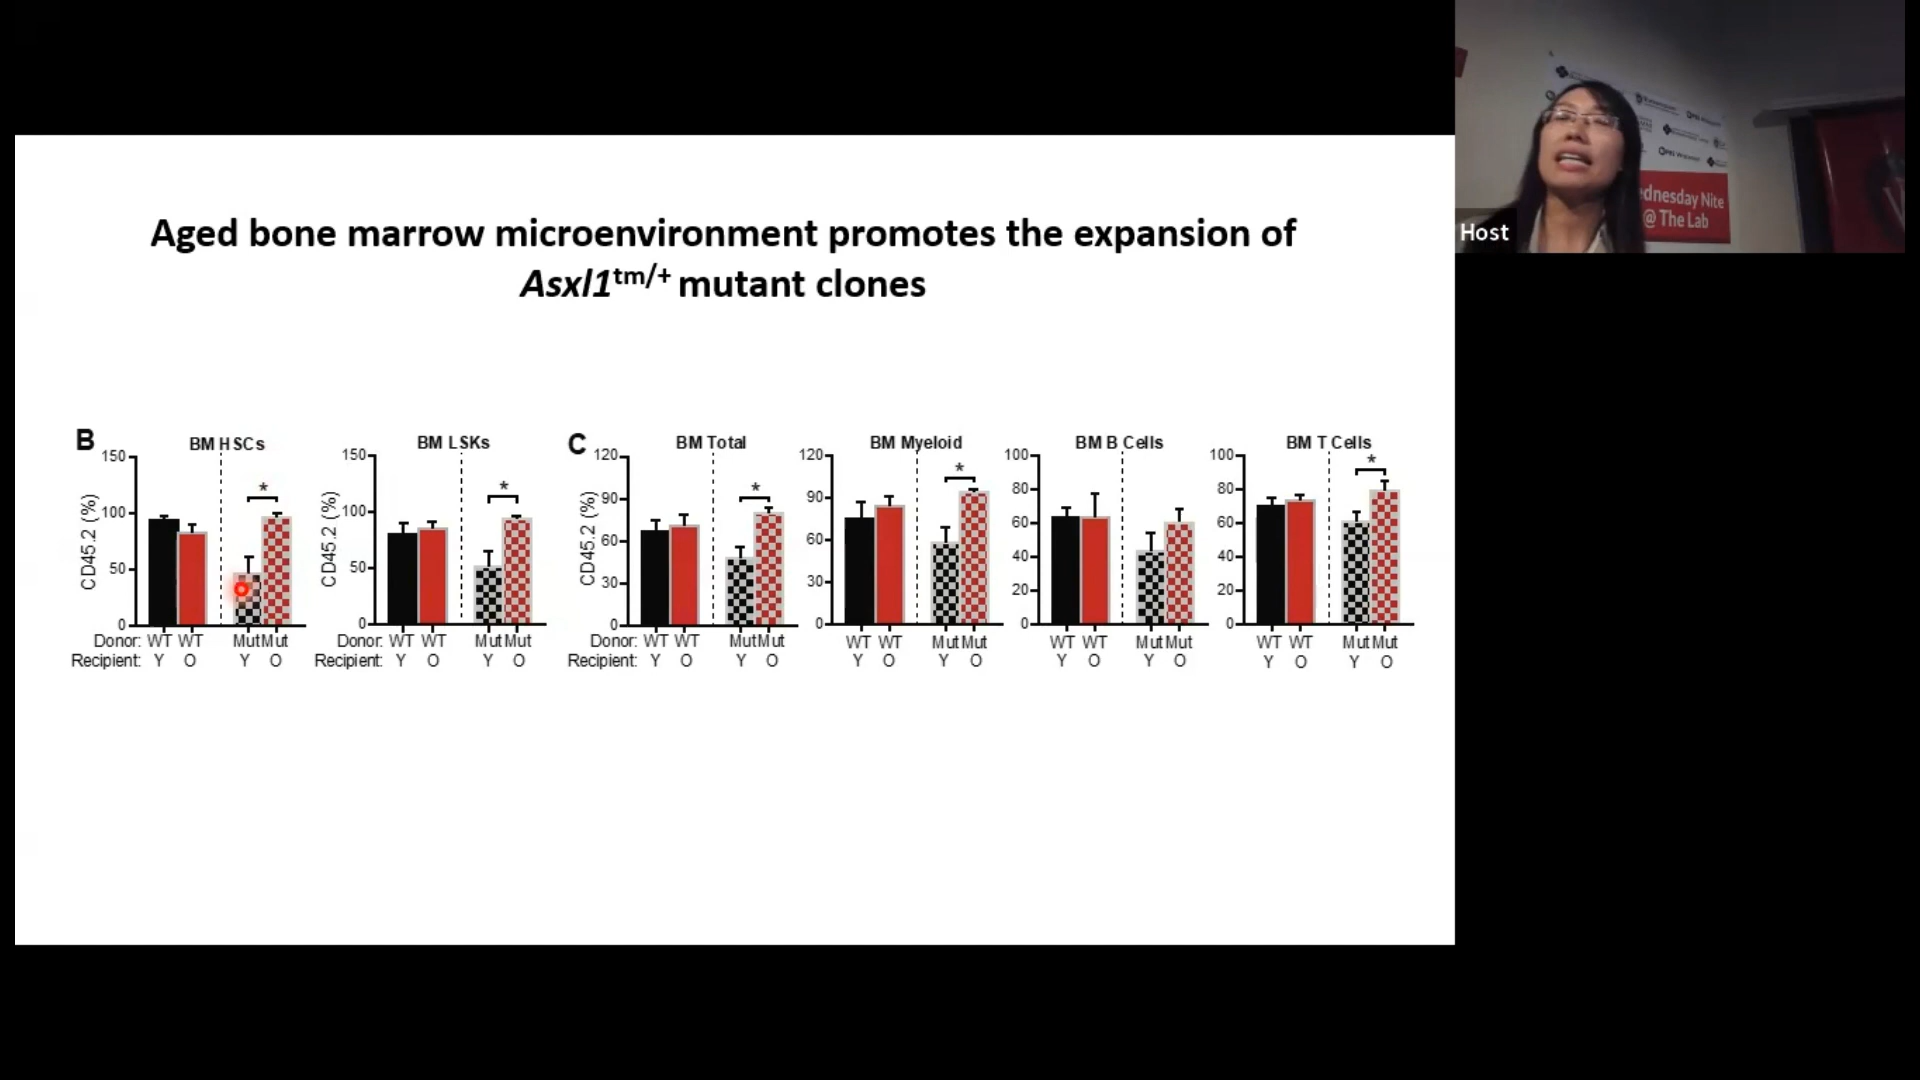 Aged bone marrow microenvironment promotes the expansion of
Asxl1tm/+ mutant clones
B
BM HSCs
150
100
50
0
CD45.2 (%)
*
Donor: WT WT Mut Mut
Recipient: Y O Y O
BM LSKs
150
100
50
0
CD45.2 (%)
*
Donor: WT WT Mut Mut
Recipient: Y O Y O
C
BM Total
120
90
60
30
0
CD45.2 (%)
*
Donor: WT WT Mut Mut
Recipient: Y O Y O
BM Myeloid
120
90
60
30
0
*
WT WT Mut Mut
Y O Y O
BM B Cells
100
80
60
40
20
0
WT WT Mut Mut
Y O Y O
BM T Cells
100
80
60
40
20
0
*
WT WT Mut Mut
Y O Y O
Host
dnesday Nite
@ The Lab